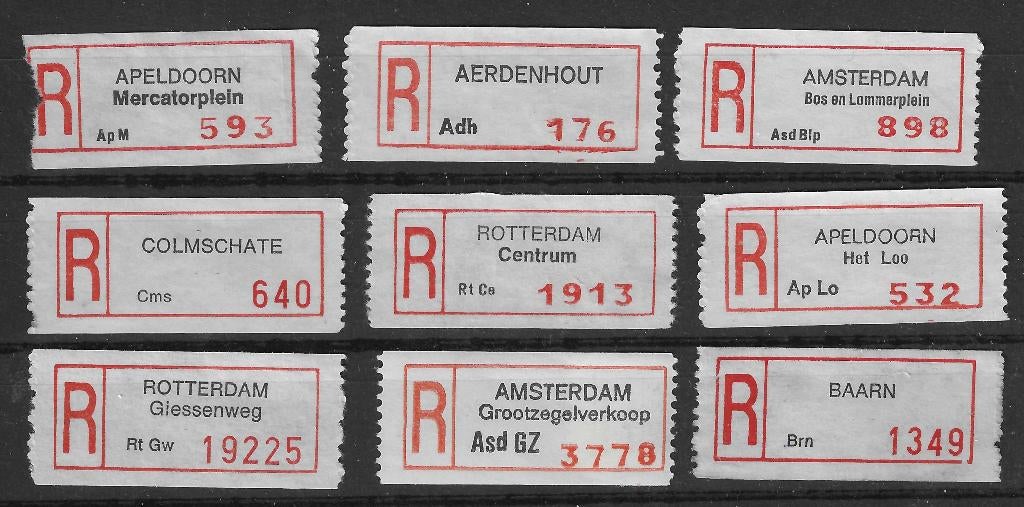 R
APELDOORN
Mercatorplein
Ap M 593
R
AERDENHOUT
Adh 176
R
AMSTERDAM
Bos en Lommerplein
Asd Blp 898
R
COLMSCHATE
Cms 640
R
ROTTERDAM
Centrum
Rt Ce 1913
R
APELDOORN
Het Loo
Ap Lo 532
R
ROTTERDAM
Giessenweg
Rt Gw 19225
R
AMSTERDAM
Grootzegelverkoop
Asd GZ 3778
R
BAARN
Brn 1349